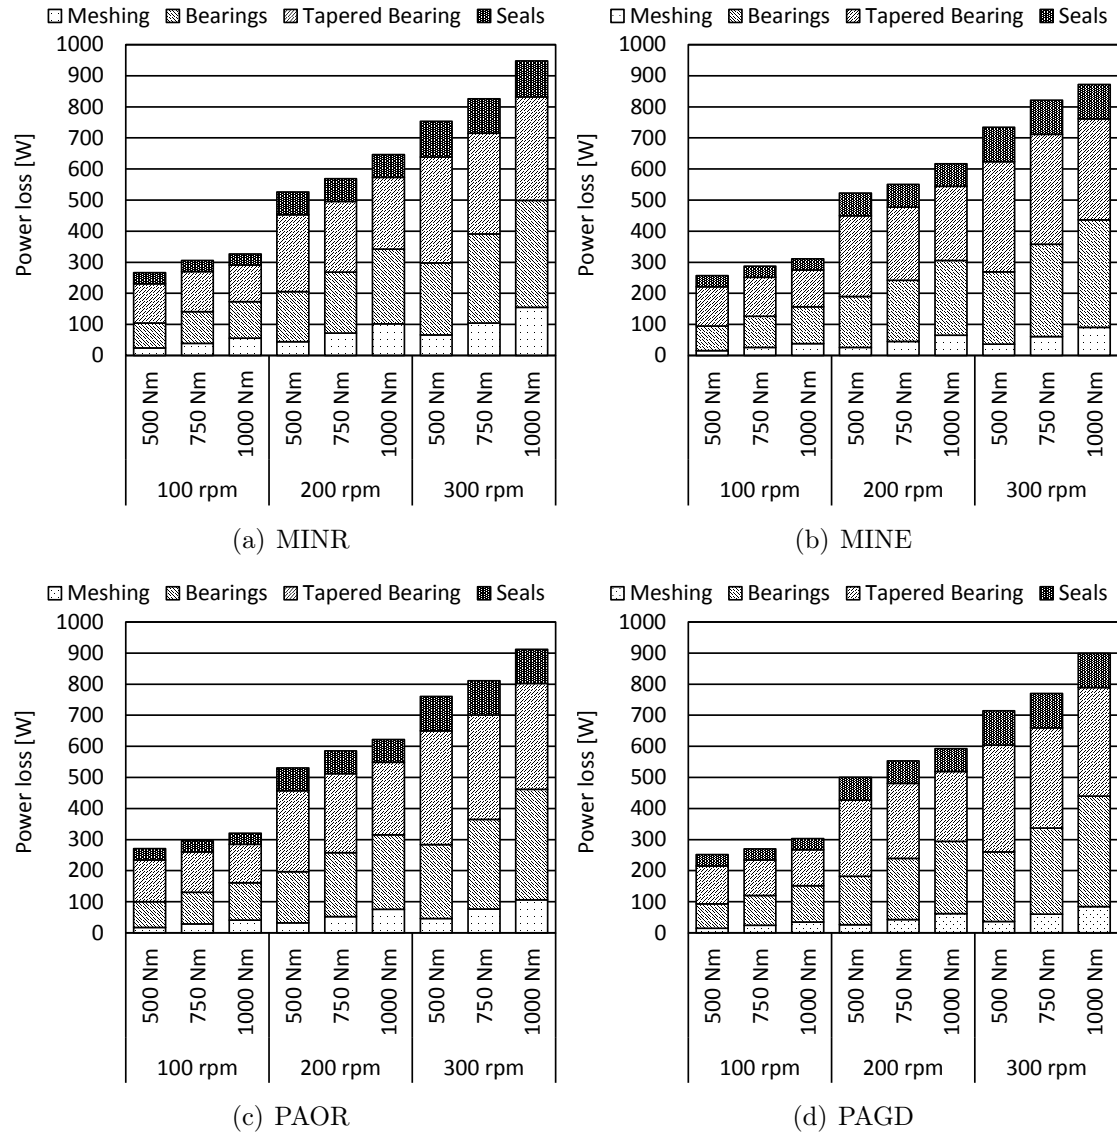 Meshing Bearings Tapered Bearing Seals
Power loss [W]
1000
900
800
700
600
500
400
300
200
100
0
500 Nm 750 Nm 1000 Nm 500 Nm 750 Nm 1000 Nm 500 Nm 750 Nm 1000 Nm
100 rpm 200 rpm 300 rpm
(a) MINR
Meshing Bearings Tapered Bearing Seals
Power loss [W]
1000
900
800
700
600
500
400
300
200
100
0
500 Nm 750 Nm 1000 Nm 500 Nm 750 Nm 1000 Nm 500 Nm 750 Nm 1000 Nm
100 rpm 200 rpm 300 rpm
(b) MINE
Meshing Bearings Tapered Bearing Seals
Power loss [W]
1000
900
800
700
600
500
400
300
200
100
0
500 Nm 750 Nm 1000 Nm 500 Nm 750 Nm 1000 Nm 500 Nm 750 Nm 1000 Nm
100 rpm 200 rpm 300 rpm
(c) PAOR
Meshing Bearings Tapered Bearing Seals
Power loss [W]
1000
900
800
700
600
500
400
300
200
100
0
500 Nm 750 Nm 1000 Nm 500 Nm 750 Nm 1000 Nm 500 Nm 750 Nm 1000 Nm
100 rpm 200 rpm 300 rpm
(d) PAGD